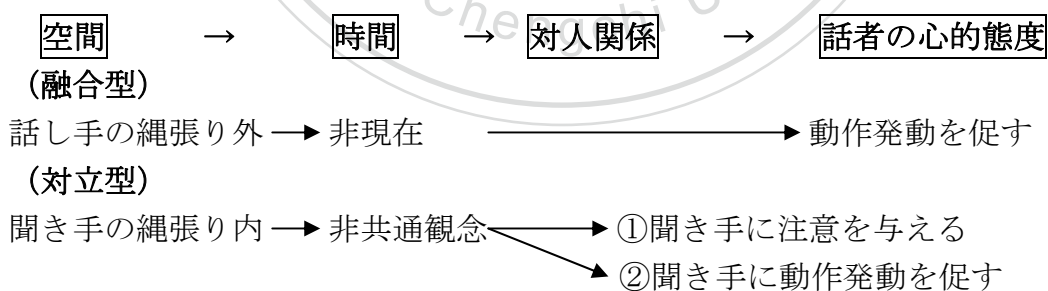 Chengchi U
空間 → 時間 → 対人関係 → 話者の心的態度
（融合型）
話し手の縄張り外 → 非現在 → 動作発動を促す
（対立型）
聞き手の縄張り内 → 非共通観念 → ①聞き手に注意を与える
②聞き手に動作発動を促す